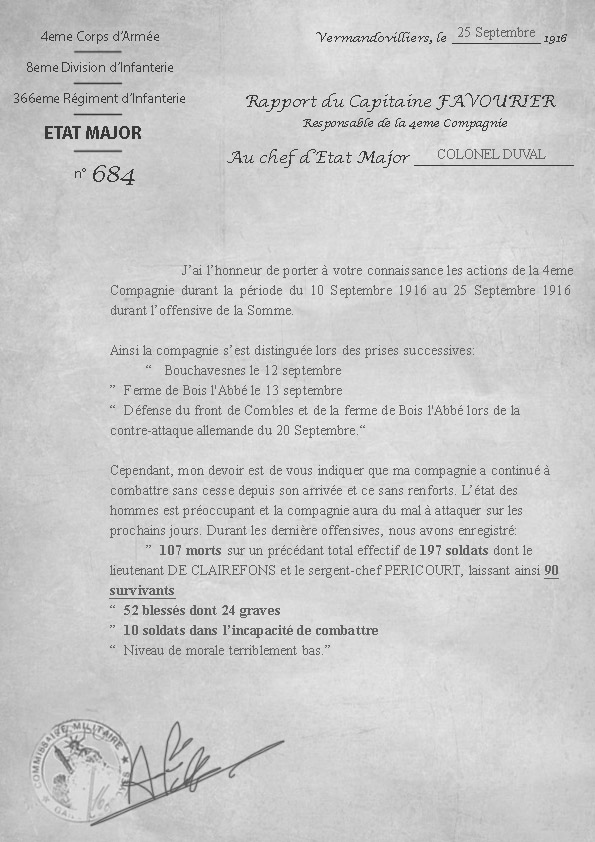 4eme Corps d'Armée
8eme Division d'Infanterie
366eme Régiment d'Infanterie
ETAT MAJOR
n° 684
Vermandovilliers, le 25 Septembre 1916
Rapport du Capitaine FAVOURIER
Responsable de la 4eme Compagnie
Au chef d'Etat Major COLONEL DUVAL
J'ai l'honneur de porter à votre connaissance les actions de la 4eme
Compagnie durant la période du 10 Septembre 1916 au 25 Septembre 1916
durant l'offensive de la Somme.
Ainsi la compagnie s'est distinguée lors des prises successives:
“ Bouchavesnes le 12 septembre
” Ferme de Bois l'Abbé le 13 septembre
“ Défense du front de Combles et de la ferme de Bois l'Abbé lors de la
contre-attaque allemande du 20 Septembre.“
Cependant, mon devoir est de vous indiquer que ma compagnie a continué à
combattre sans cesse depuis son arrivée et ce sans renforts. L'état des
hommes est préoccupant et la compagnie aura du mal à attaquer sur les
prochains jours. Durant les dernière offensives, nous avons enregistré:
” 107 morts sur un précédant total effectif de 197 soldats dont le
lieutenant DE CLAIREFONS et le sergent-chef PERICOURT, laissant ainsi 90
survivants
“ 52 blessés dont 24 graves
” 10 soldats dans l'incapacité de combattre
“ Niveau de morale terriblement bas.”
COMMISSAIRE MILITAIRE